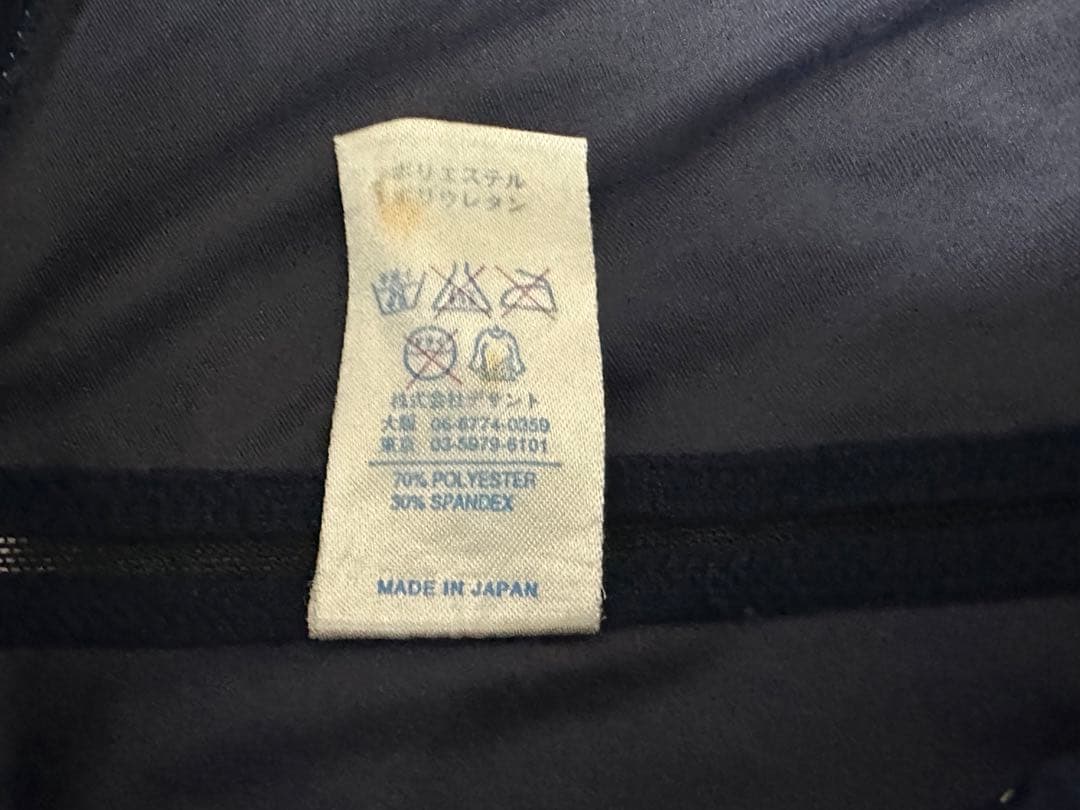 ポリエステル
ポリウレタン
株式会社デサント
大阪 06-6774-0359
東京 03-5979-6101
70% POLYESTER
30% SPANDEX
MADE IN JAPAN